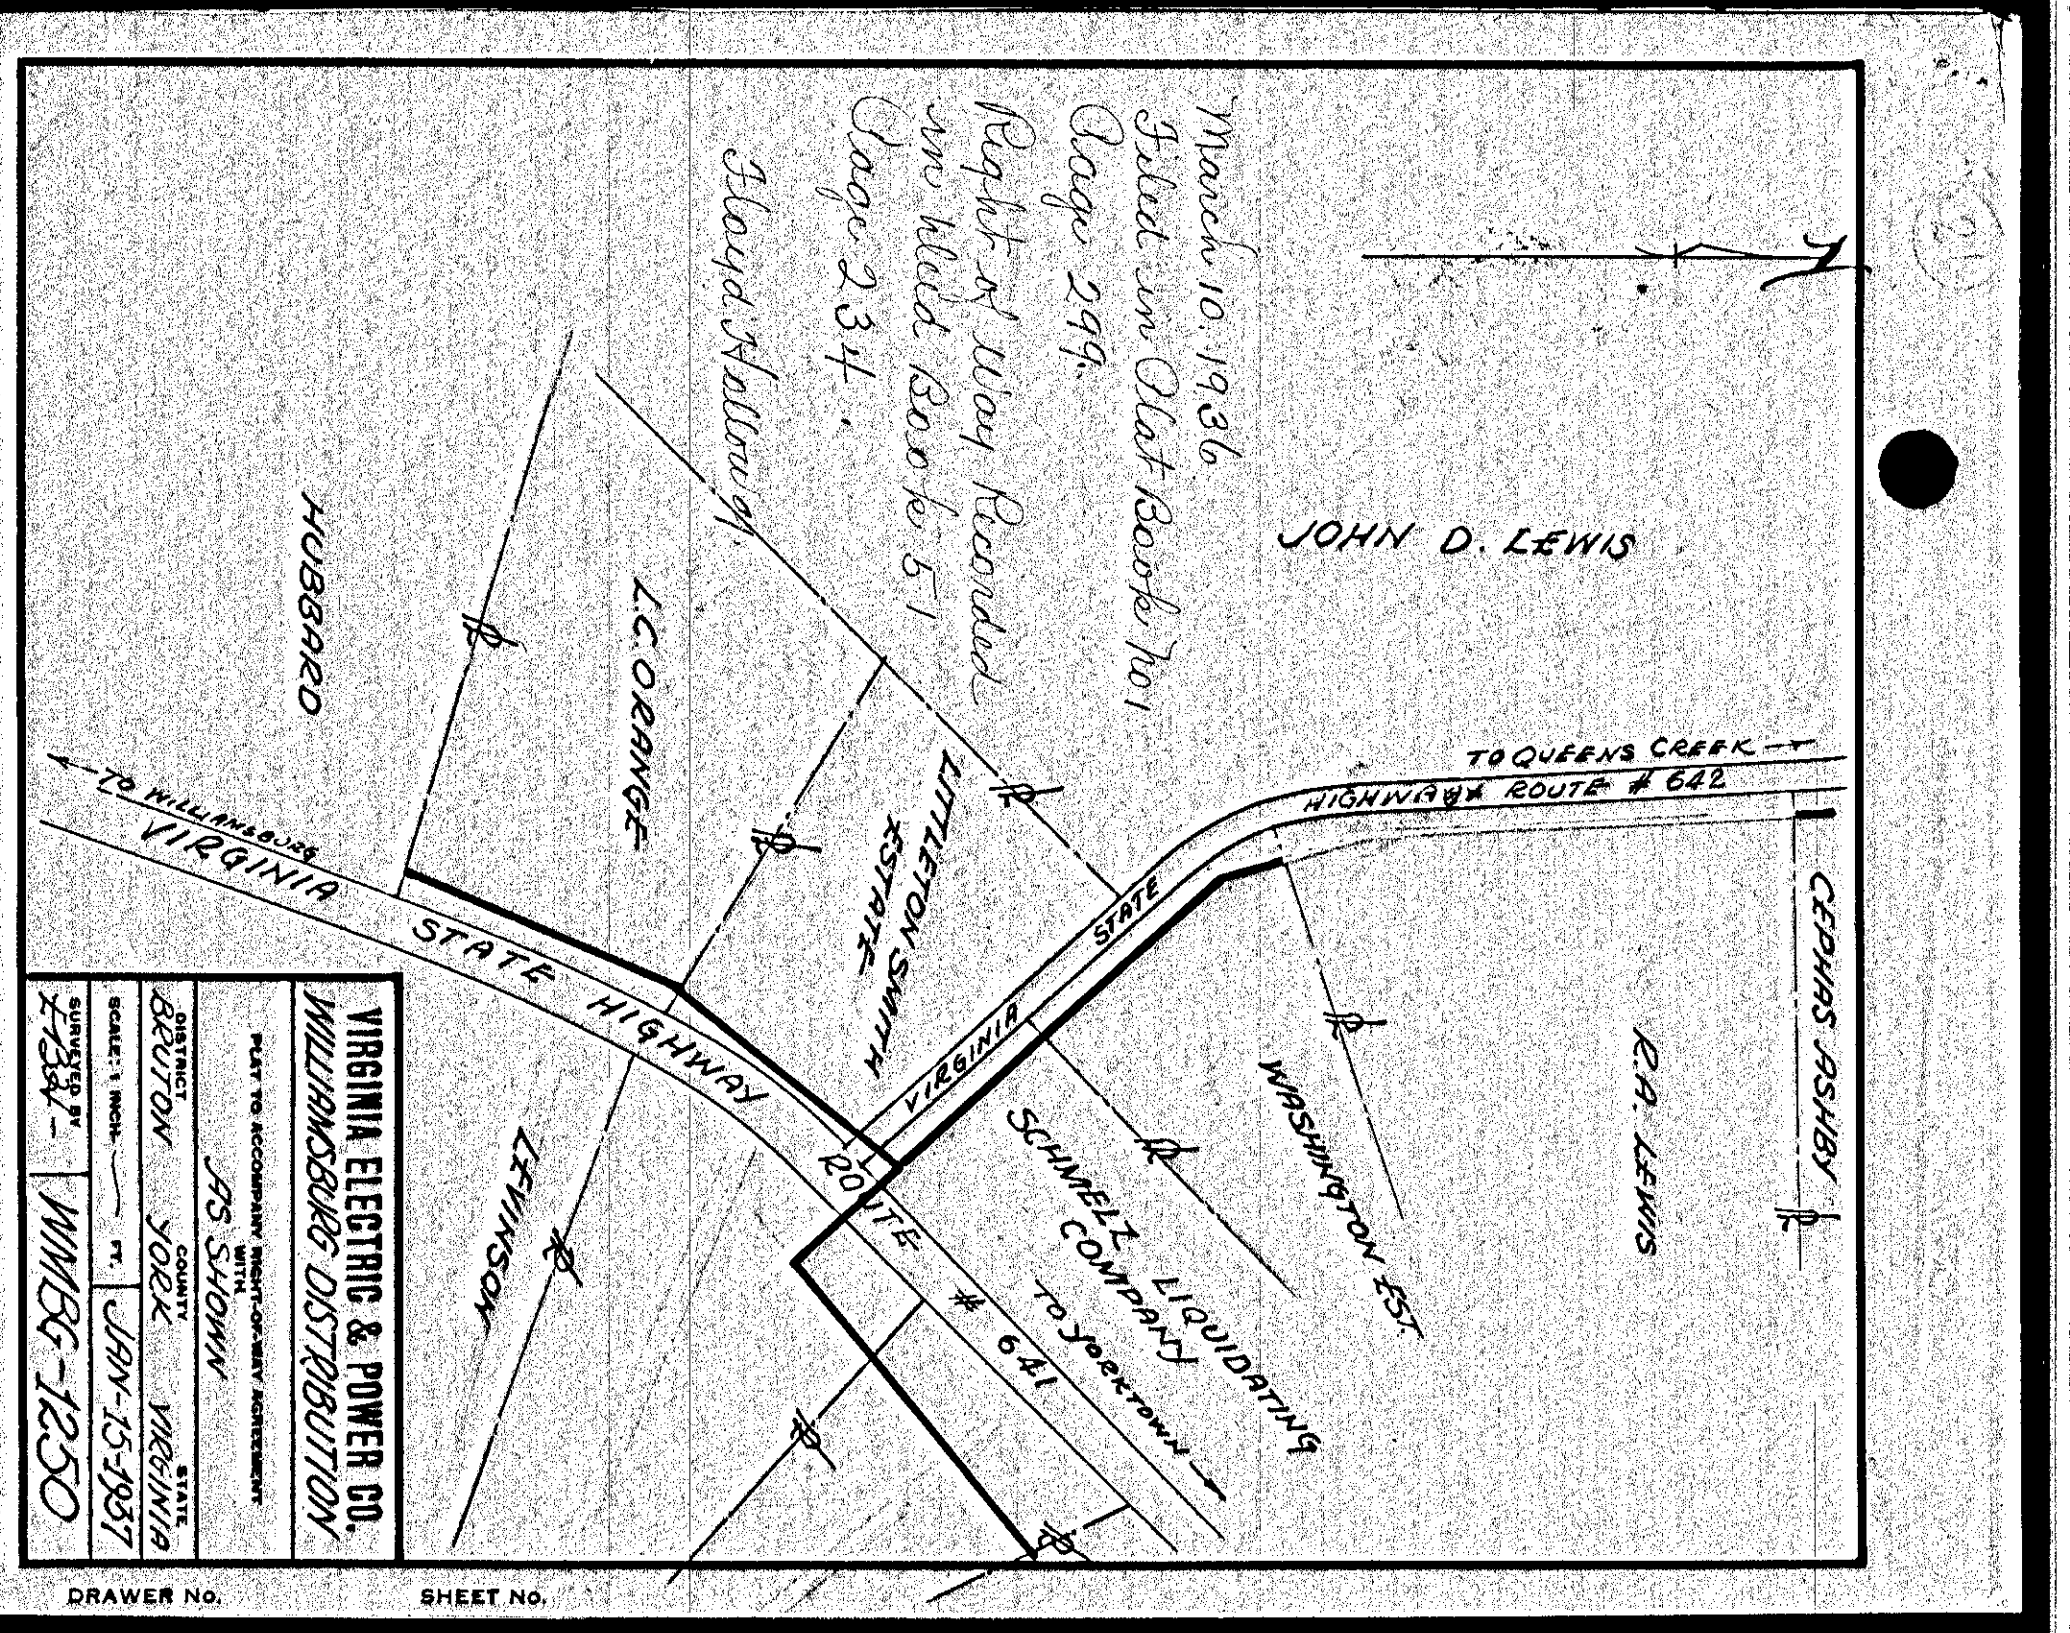 March 10. 1936
Filed in Plat Book No 1
Page 299.
Right of Way Recorded
in Deed Book 51
Page 234.
Floyd Holloway.
N
JOHN D. LEWIS
TO QUEENS CREEK
HIGHWAY ROUTE # 642
STATE
VIRGINIA
CEPHAS ASHBY
R.A. LEWIS
WASHINGTON EST.
SCHMELZ LIQUIDATING
COMPANY
TO YORKTOWN
LITTLETON SMITH
ESTATE
L.C. ORANGE
HUBBARD
TO WILLIAMSBURG
VIRGINIA STATE HIGHWAY ROUTE # 641
LEVINSON
VIRGINIA ELECTRIC & POWER CO.
WILLIAMSBURG DISTRIBUTION
PLAT TO ACCOMPANY RIGHT-OF-WAY AGREEMENT
WITH
AS SHOWN
DISTRICT COUNTY STATE
BRUTON YORK VIRGINIA
SCALE: 1 INCH- FT. JAN-15-1937
SURVEYED BY
WMBG-1250
DRAWER No.
SHEET No.